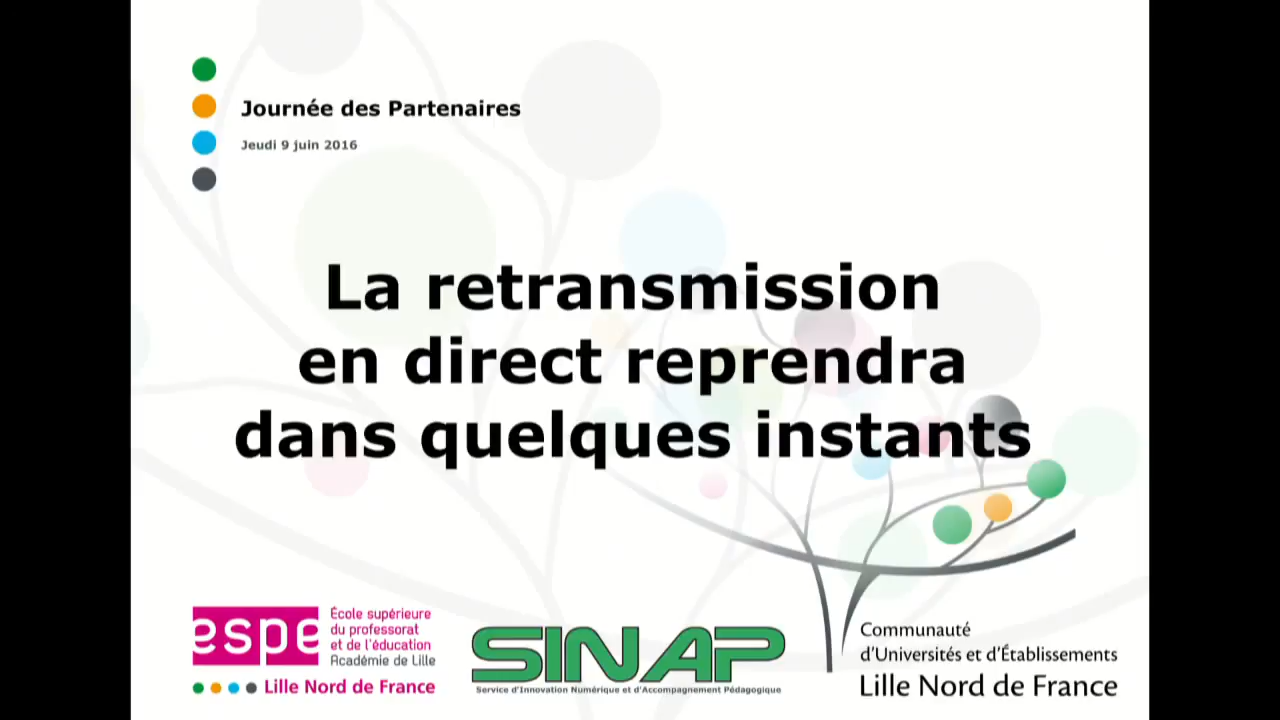 Journée des Partenaires
Jeudi 9 juin 2016
La retransmission
en direct reprendra
dans quelques instants
espe
École supérieure
du professorat
et de l'éducation
Académie de Lille
Lille Nord de France
SINAP
Service d'Innovation Numérique et d'Accompagnement Pédagogique
Communauté
d'Universités et d'Établissements
Lille Nord de France